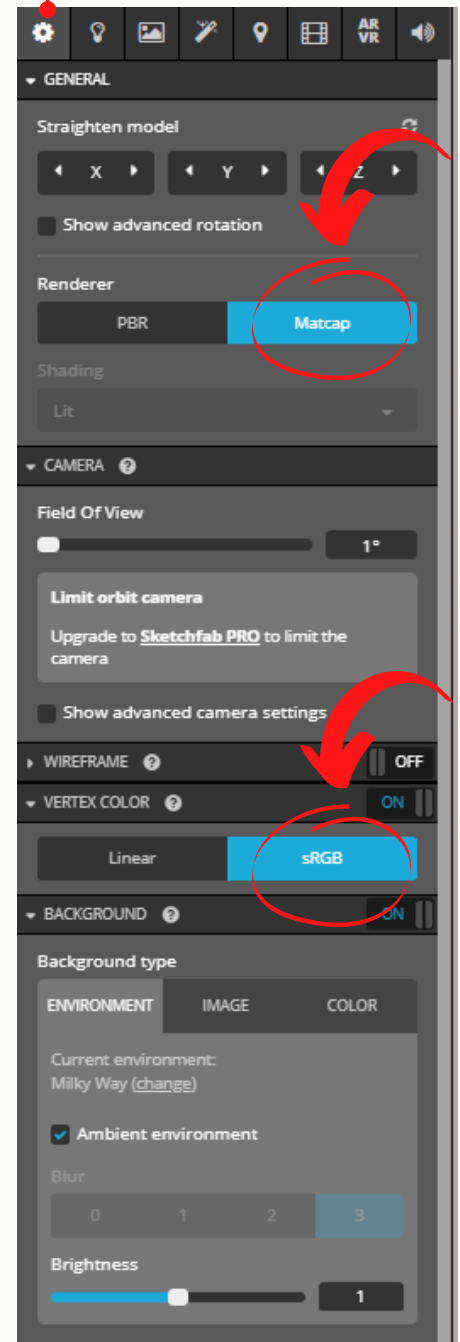 AR
VR
GENERAL
Straighten model
X Y Z
Show advanced rotation
Renderer
PBR Matcap
Shading
Lit
CAMERA ?
Field Of View
1°
Limit orbit camera
Upgrade to Sketchfab PRO to limit the
camera
Show advanced camera settings
WIREFRAME ? OFF
VERTEX COLOR ? ON
Linear sRGB
BACKGROUND ? ON
Background type
ENVIRONMENT IMAGE COLOR
Current environment:
Milky Way (change)
Ambient environment
Blur
0 1 2 3
Brightness
1